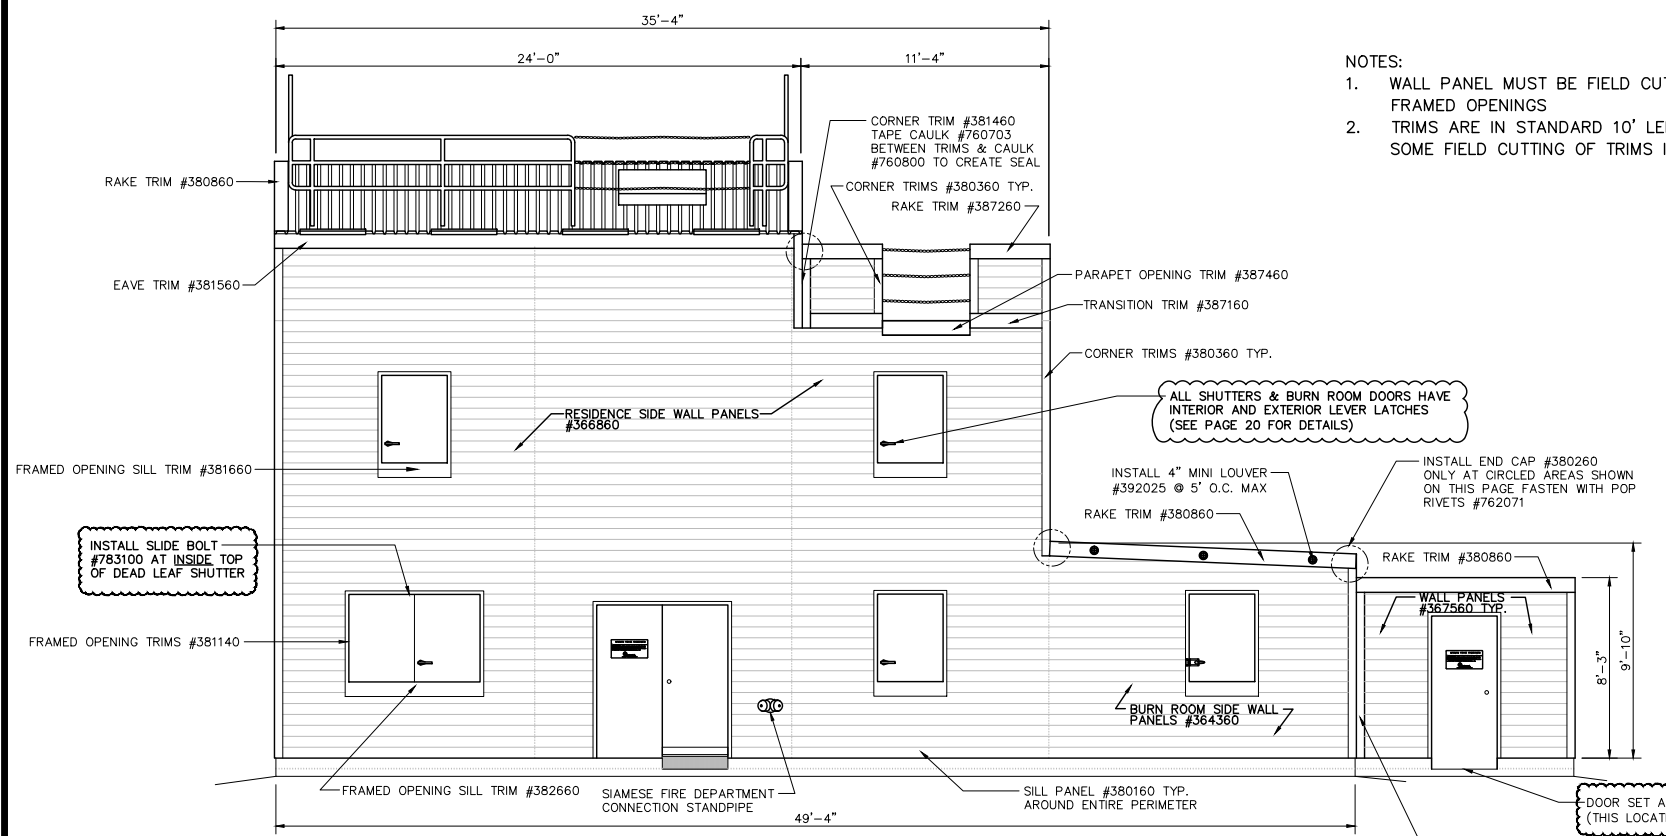 35'-4"
24'-0"
11'-4"
NOTES:
1. WALL PANEL MUST BE FIELD CU
FRAMED OPENINGS
2. TRIMS ARE IN STANDARD 10' LE
SOME FIELD CUTTING OF TRIMS I
CORNER TRIM #381460
TAPE CAULK #760703
BETWEEN TRIMS & CAULK
#760800 TO CREATE SEAL
RAKE TRIM #380860
CORNER TRIMS #380360 TYP.
RAKE TRIM #387260
EAVE TRIM #381560
PARAPET OPENING TRIM #387460
TRANSITION TRIM #387160
CORNER TRIMS #380360 TYP.
RESIDENCE SIDE WALL PANELS
#366860
ALL SHUTTERS & BURN ROOM DOORS HAVE
INTERIOR AND EXTERIOR LEVER LATCHES
(SEE PAGE 20 FOR DETAILS)
FRAMED OPENING SILL TRIM #381660
INSTALL 4" MINI LOUVER
#392025 @ 5' O.C. MAX
INSTALL END CAP #380260
ONLY AT CIRCLED AREAS SHOWN
ON THIS PAGE FASTEN WITH POP
RIVETS #762071
RAKE TRIM #380860
INSTALL SLIDE BOLT
#783100 AT INSIDE TOP
OF DEAD LEAF SHUTTER
RAKE TRIM #380860
WALL PANELS
#367560 TYP.
FRAMED OPENING TRIMS #381140
8'-3"
9'-10"
BURN ROOM SIDE WALL
PANELS #364360
FRAMED OPENING SILL TRIM #382660
SIAMESE FIRE DEPARTMENT
CONNECTION STANDPIPE
SILL PANEL #380160 TYP.
AROUND ENTIRE PERIMETER
DOOR SET A
(THIS LOCAT
49'-4"